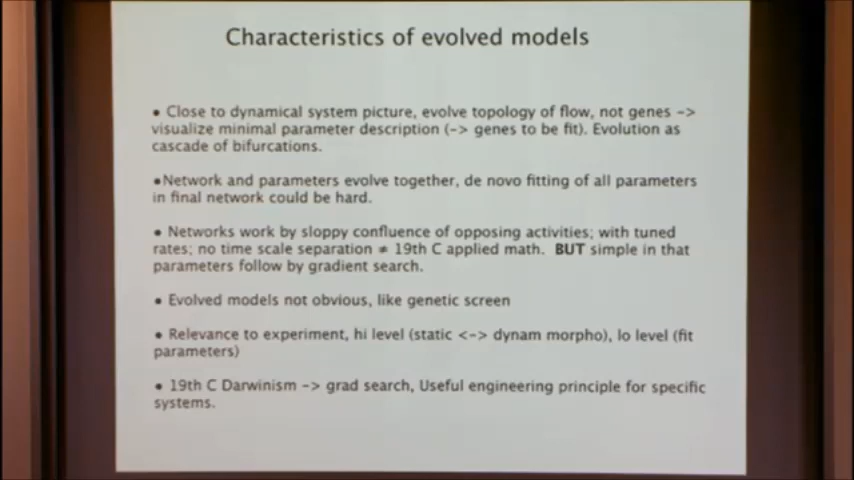 Characteristics of evolved models
• Close to dynamical system picture, evolve topology of flow, not genes ->
visualize minimal parameter description (-> genes to be fit). Evolution as
cascade of bifurcations.
•Network and parameters evolve together, de novo fitting of all parameters
in final network could be hard.
• Networks work by sloppy confluence of opposing activities; with tuned
rates; no time scale separation ≠ 19th C applied math. BUT simple in that
parameters follow by gradient search.
• Evolved models not obvious, like genetic screen
• Relevance to experiment, hi level (static <-> dynam morpho), lo level (fit
parameters)
• 19th C Darwinism -> grad search, Useful engineering principle for specific
systems.